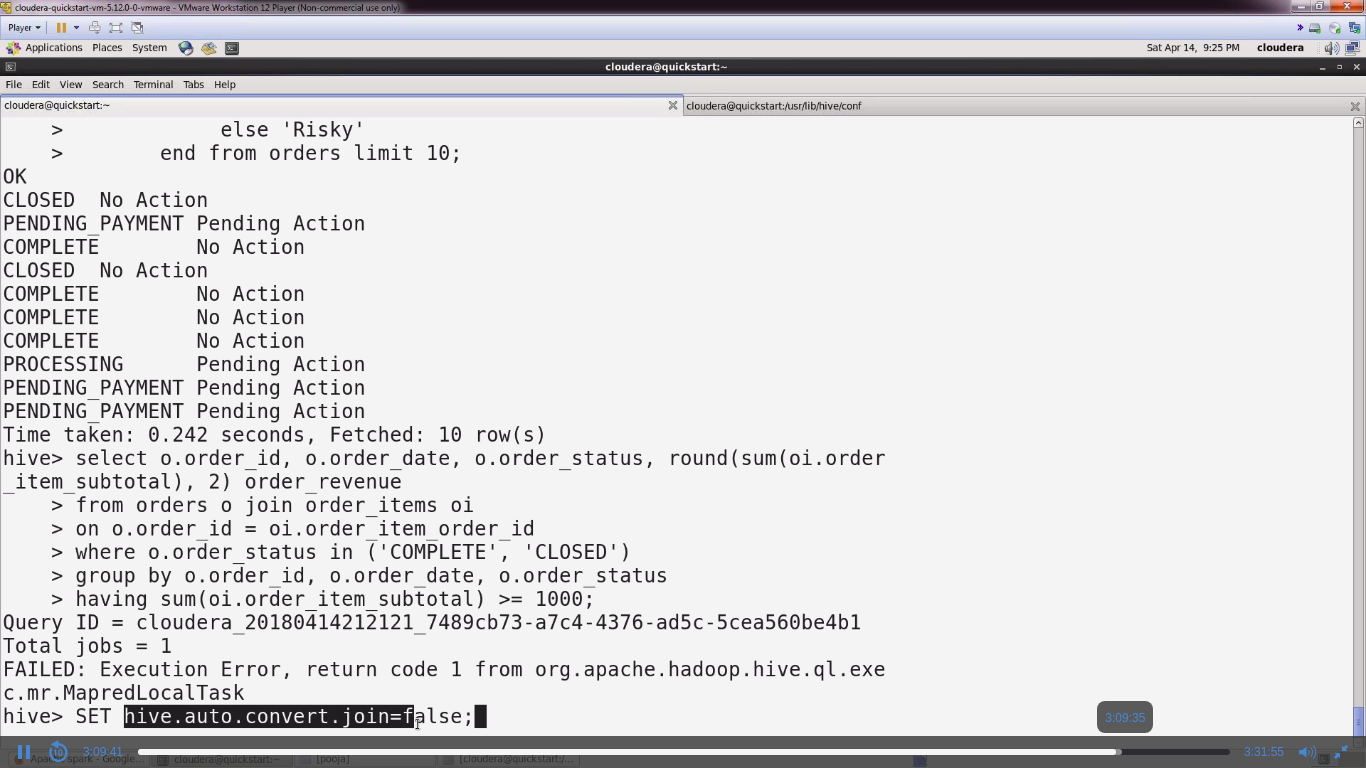 cloudera-quickstart-vm-5.12.0-0-vmware - VMware Workstation 12 Player (Non-commercial use only)
Player
Applications Places System Sat Apr 14, 9:25 PM cloudera
cloudera@quickstart:~
File Edit View Search Terminal Tabs Help
cloudera@quickstart:~ cloudera@quickstart:/usr/lib/hive/conf
> else 'Risky'
> end from orders limit 10;
OK
CLOSED No Action
PENDING_PAYMENT Pending Action
COMPLETE No Action
CLOSED No Action
COMPLETE No Action
COMPLETE No Action
COMPLETE No Action
PROCESSING Pending Action
PENDING_PAYMENT Pending Action
PENDING_PAYMENT Pending Action
Time taken: 0.242 seconds, Fetched: 10 row(s)
hive> select o.order_id, o.order_date, o.order_status, round(sum(oi.order
_item_subtotal), 2) order_revenue
> from orders o join order_items oi
> on o.order_id = oi.order_item_order_id
> where o.order_status in ('COMPLETE', 'CLOSED')
> group by o.order_id, o.order_date, o.order_status
> having sum(oi.order_item_subtotal) >= 1000;
Query ID = cloudera_20180414212121_7489cb73-a7c4-4376-ad5c-5cea560be4b1
Total jobs = 1
FAILED: Execution Error, return code 1 from org.apache.hadoop.hive.ql.exe
c.mr.MapredLocalTask
hive> SET hive.auto.convert.join=false;
3:09:35
10 3:09:41 3:31:55
Apache Spark - Google... cloudera@quickstart:~ [pooja] [cloudera@quickstart:/...